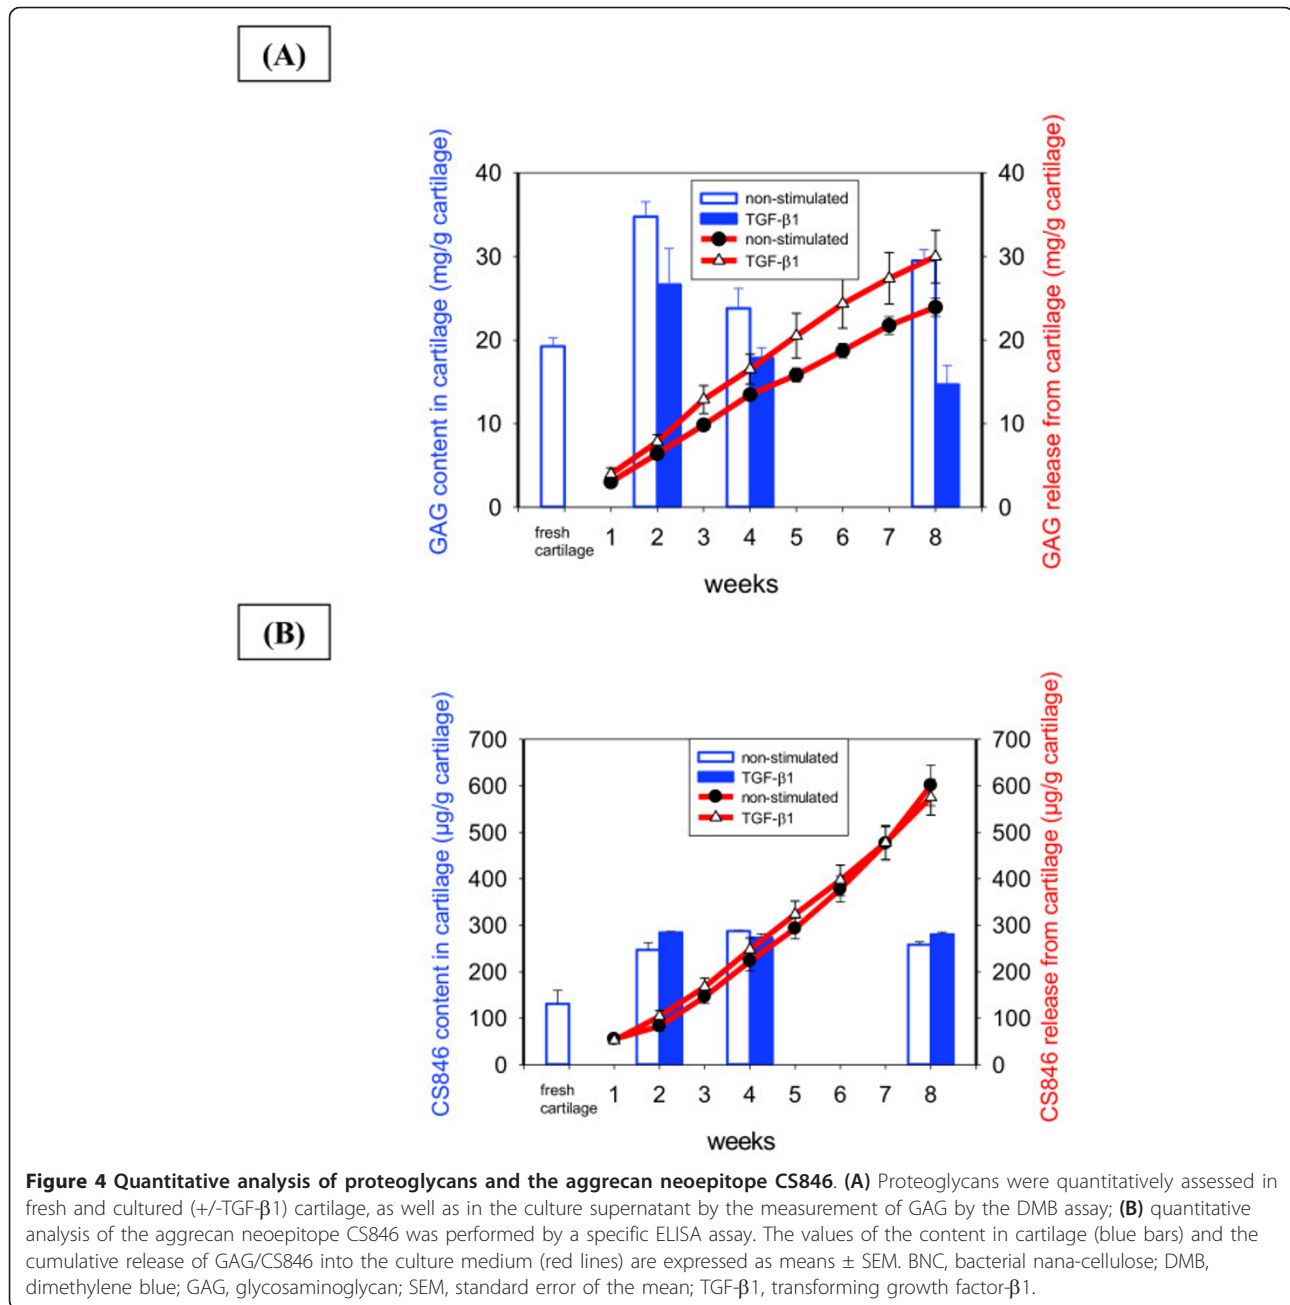 (A)
GAG content in cartilage (mg/g cartilage)
GAG release from cartilage (mg/g cartilage)
40
30
20
10
0
non-stimulated
TGF-β1
non-stimulated
TGF-β1
40
30
20
10
0
fresh
cartilage
1 2 3 4 5 6 7 8
weeks
(B)
CS846 content in cartilage (µg/g cartilage)
CS846 release from cartilage (µg/g cartilage)
700
600
500
400
300
200
100
0
non-stimulated
TGF-β1
non-stimulated
TGF-β1
700
600
500
400
300
200
100
0
fresh
cartilage
1 2 3 4 5 6 7 8
weeks
Figure 4 Quantitative analysis of proteoglycans and the aggrecan neoepitope CS846. (A) Proteoglycans were quantitatively assessed in
fresh and cultured (+/-TGF-β1) cartilage, as well as in the culture supernatant by the measurement of GAG by the DMB assay; (B) quantitative
analysis of the aggrecan neoepitope CS846 was performed by a specific ELISA assay. The values of the content in cartilage (blue bars) and the
cumulative release of GAG/CS846 into the culture medium (red lines) are expressed as means ± SEM. BNC, bacterial nana-cellulose; DMB,
dimethylene blue; GAG, glycosaminoglycan; SEM, standard error of the mean; TGF-β1, transforming growth factor-β1.